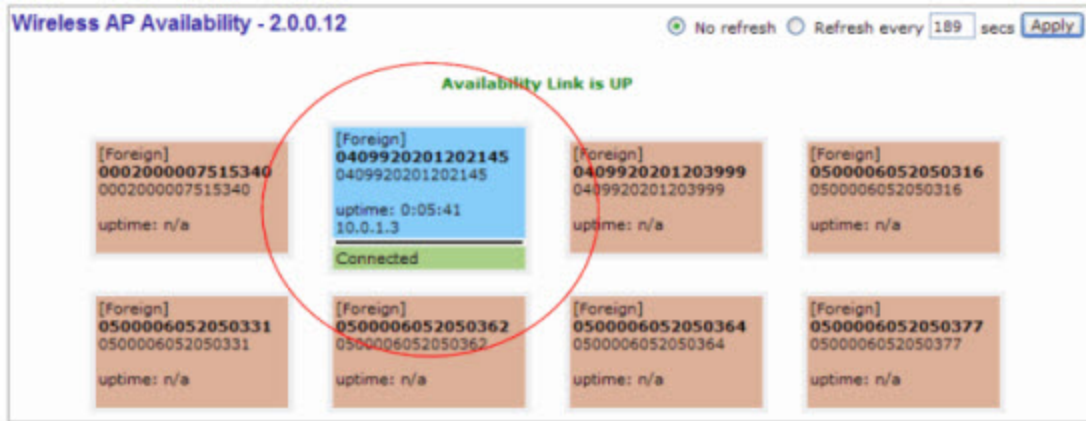 Wireless AP Availability - 2.0.0.12
No refresh Refresh every 189 secs Apply
Availability Link is UP
[Foreign]
0002000007515340
0002000007515340
uptime: n/a
[Foreign]
0409920201202145
0409920201202145
uptime: 0:05:41
10.0.1.3
Connected
[Foreign]
0409920201203999
0409920201203999
uptime: n/a
[Foreign]
0500006052050316
0500006052050316
uptime: n/a
[Foreign]
0500006052050331
0500006052050331
uptime: n/a
[Foreign]
0500006052050362
0500006052050362
uptime: n/a
[Foreign]
0500006052050364
0500006052050364
uptime: n/a
[Foreign]
0500006052050377
0500006052050377
uptime: n/a